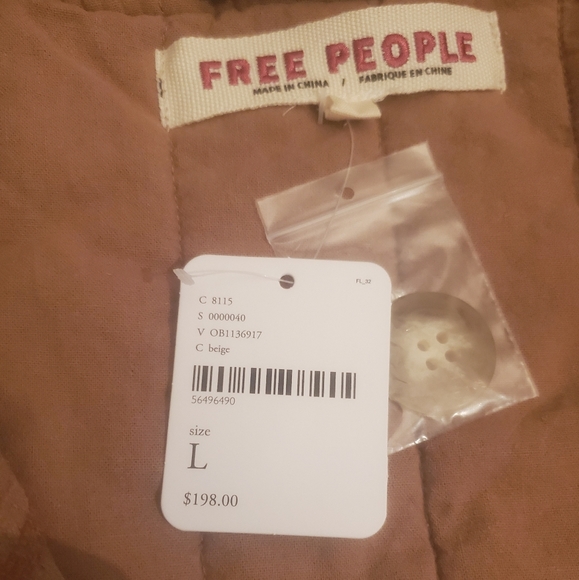 FREE PEOPLE
MADE IN CHINA / FABRIQUE EN CHINE
C 8115
S 0000040
V OB1136917
C beige
56496490
size
L
$198.00